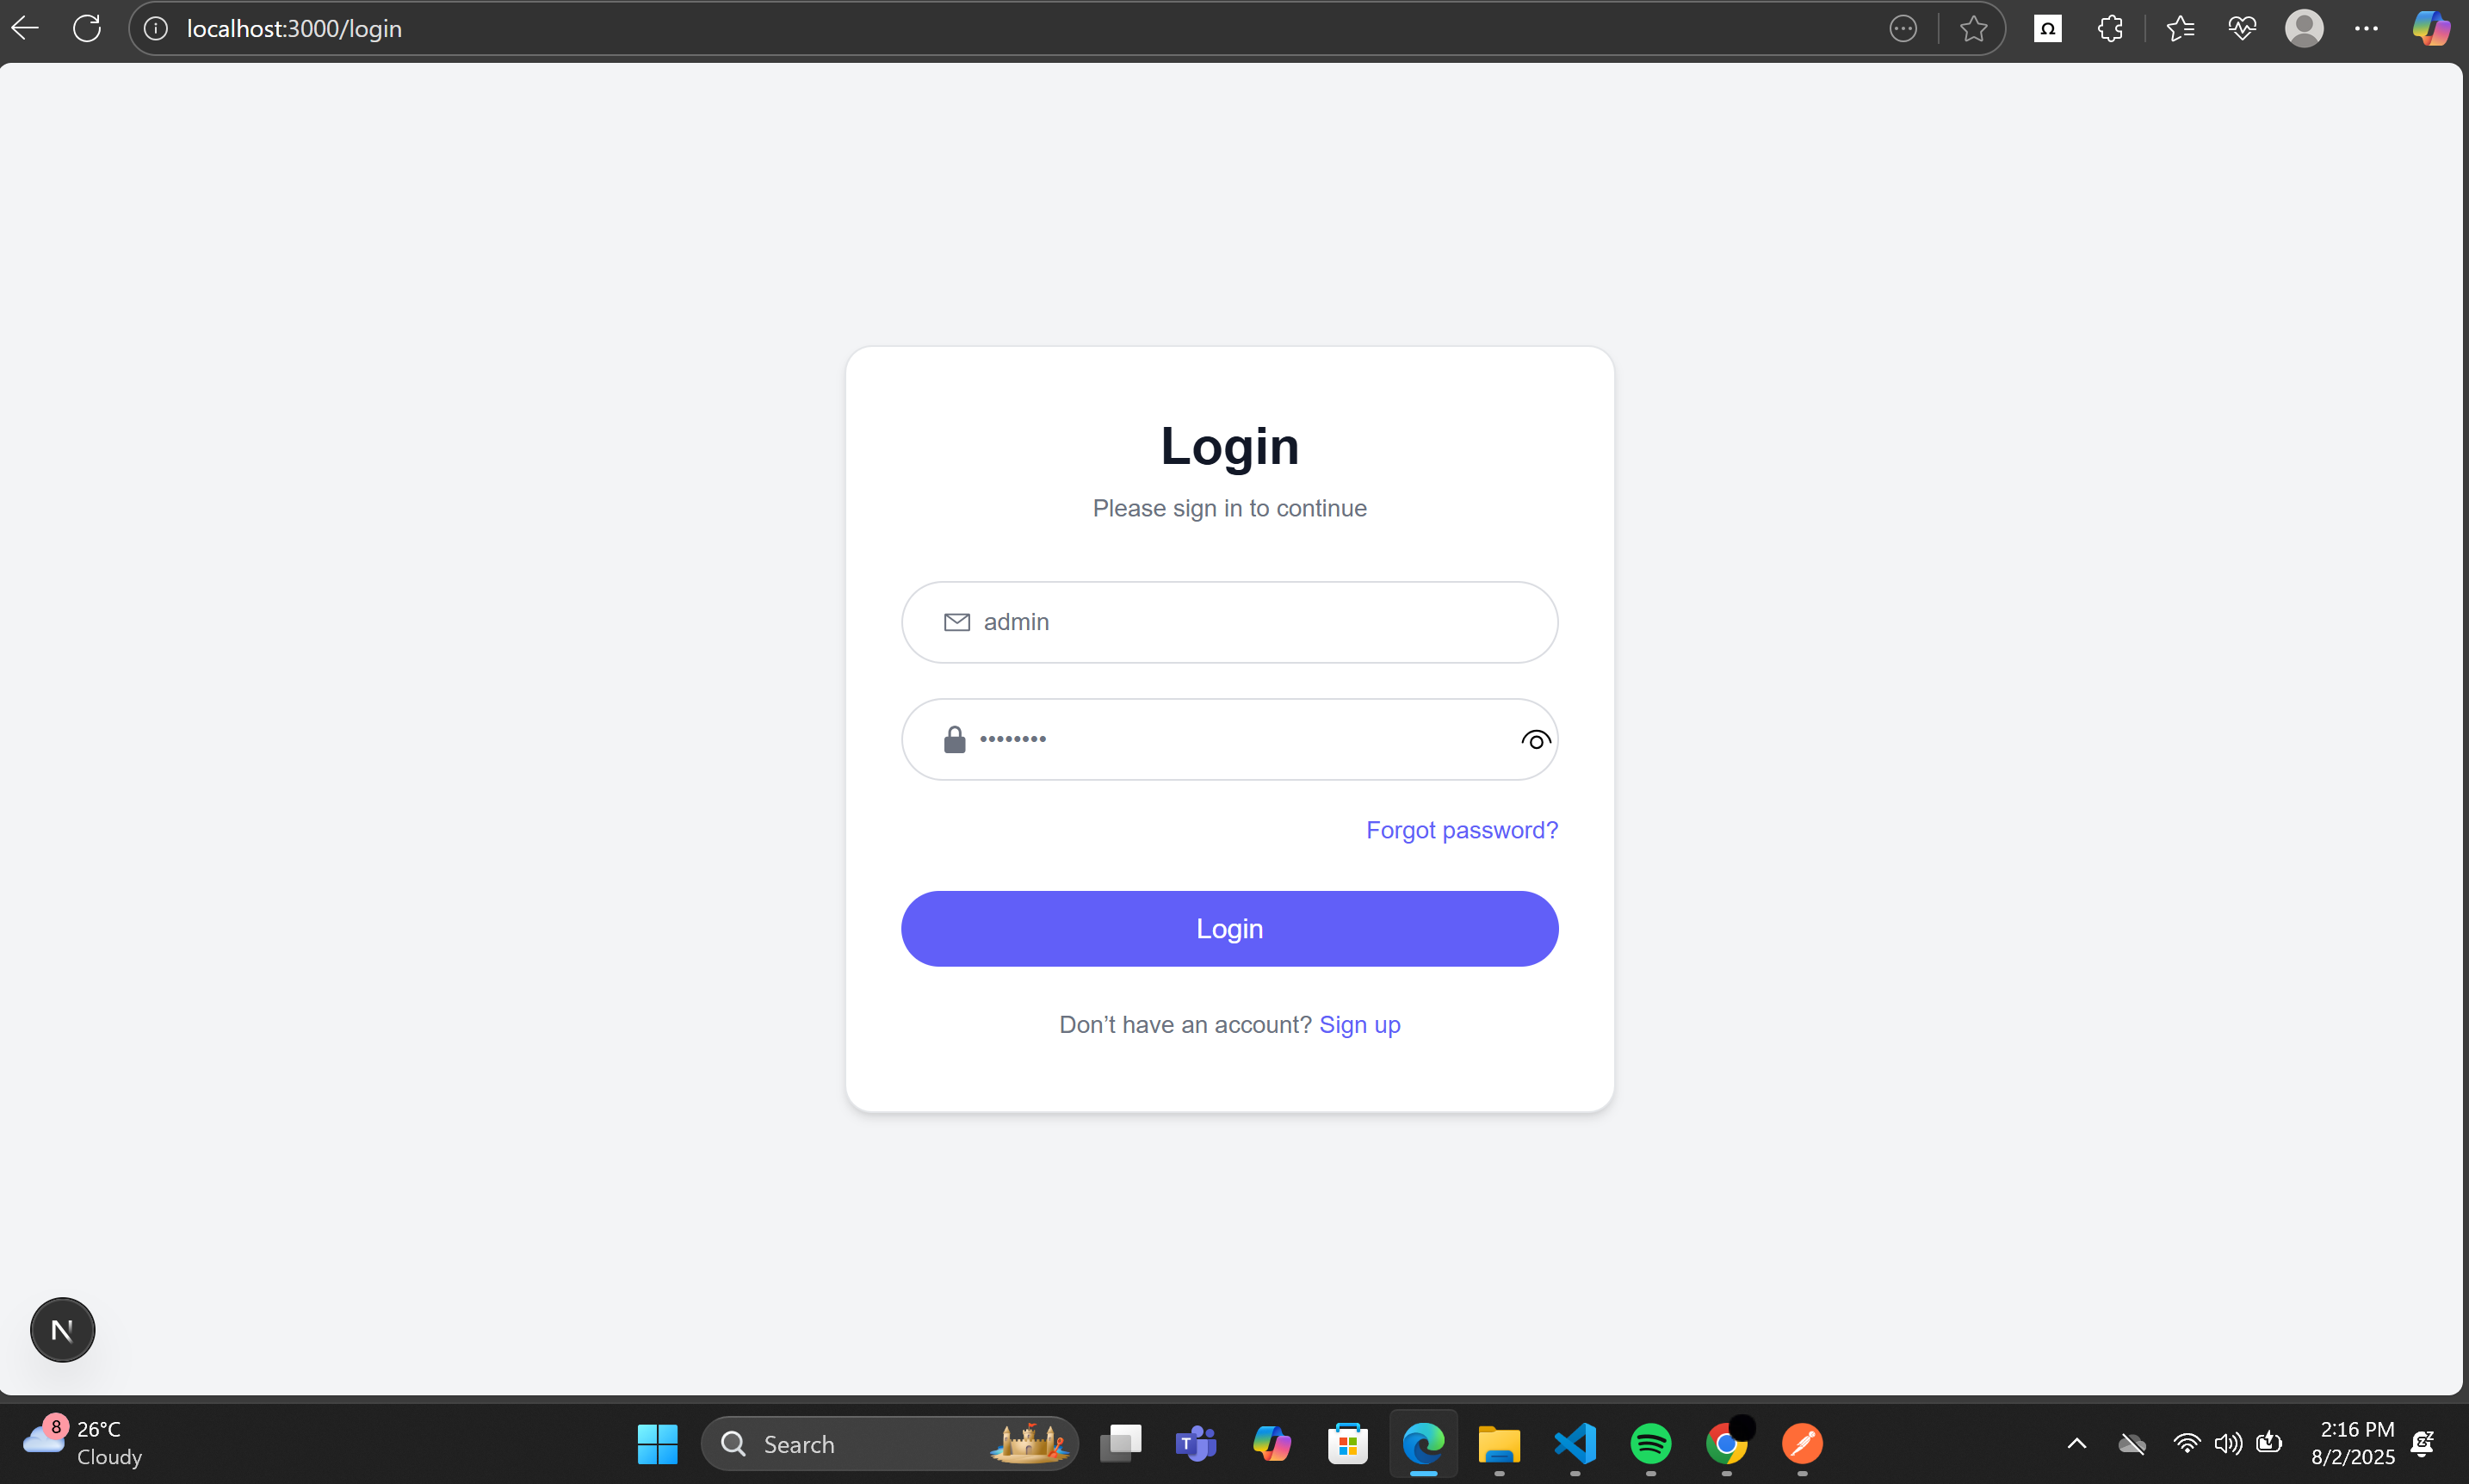 localhost:3000/login
Login
Please sign in to continue
admin
••••••••
Forgot password?
Login
Don’t have an account? Sign up
N
8
26°C
Cloudy
Search
T
2:16 PM
8/2/2025